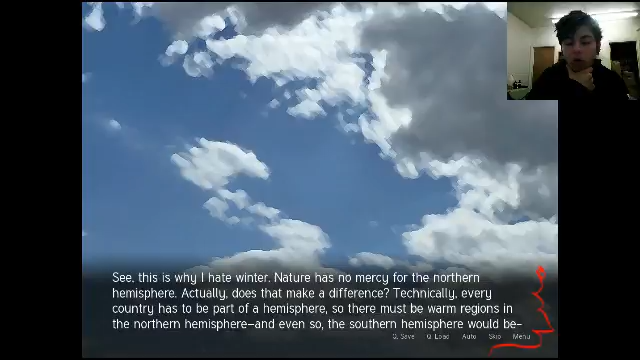 See, this is why I hate winter. Nature has no mercy for the northern
hemisphere. Actually, does that make a difference? Technically, every
country has to be part of a hemisphere, so there must be warm regions in
the northern hemisphere—and even so, the southern hemisphere would be-
Q. Save Q. Load Auto Skip Menu